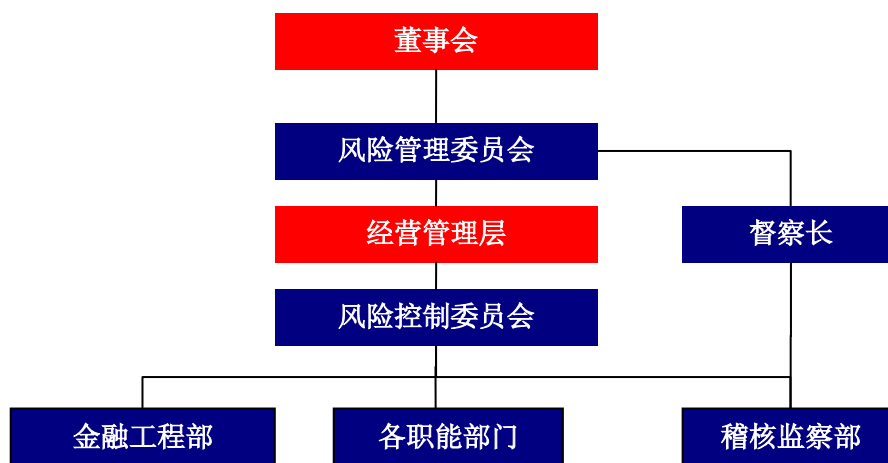 董事会
风险管理委员会
经营管理层
督察长
风险控制委员会
金融工程部
各职能部门
稽核监察部